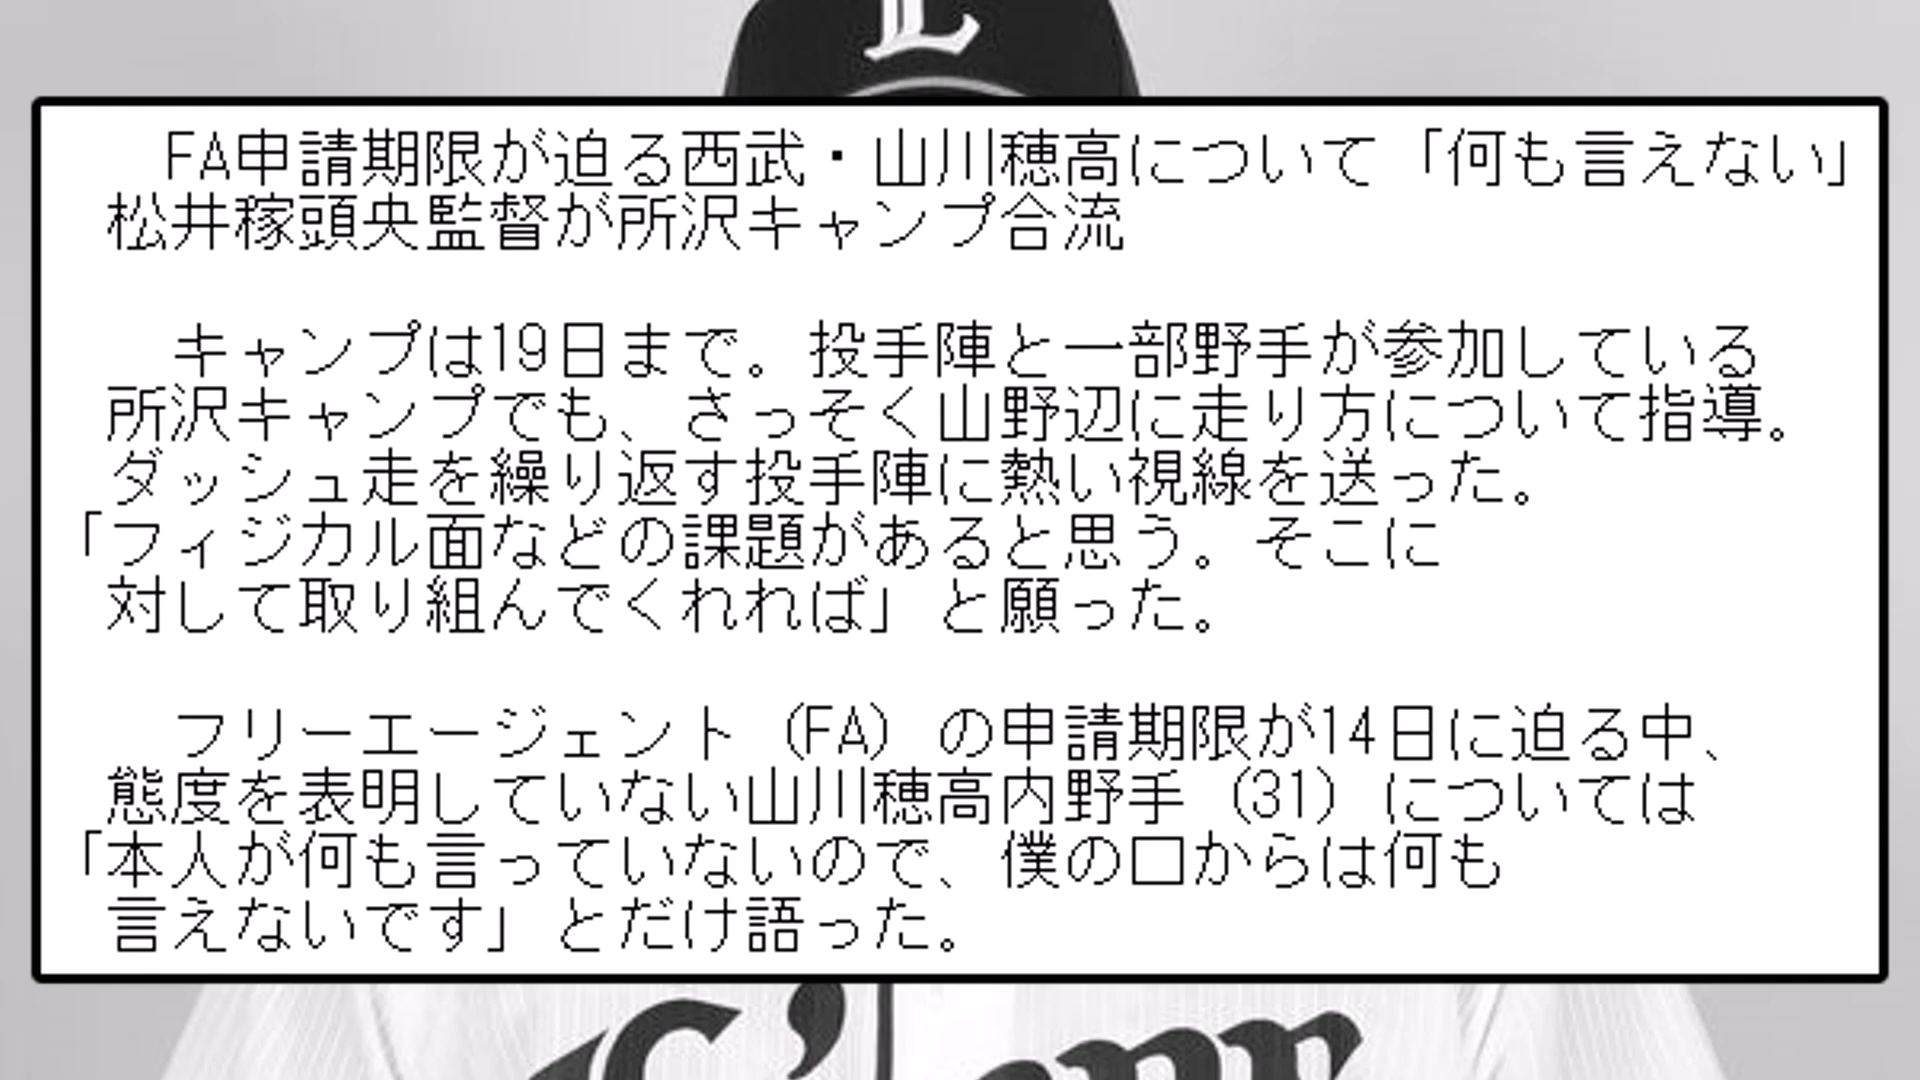 L
FA申請期限が迫る西武・山川穂高について「何も言えない」
松井稼頭央監督が所沢キャンプ合流
キャンプは19日まで。投手陣と一部野手が参加している
所沢キャンプでも、さっそく山野辺に走り方について指導。
ダッシュ走を繰り返す投手陣に熱い視線を送った。
「フィジカル面などの課題があると思う。そこに
対して取り組んでくれれば」と願った。
フリーエージェント（FA）の申請期限が14日に迫る中、
態度を表明していない山川穂高内野手（31）については
「本人が何も言っていないので、僕の口からは何も
言えないです」とだけ語った。